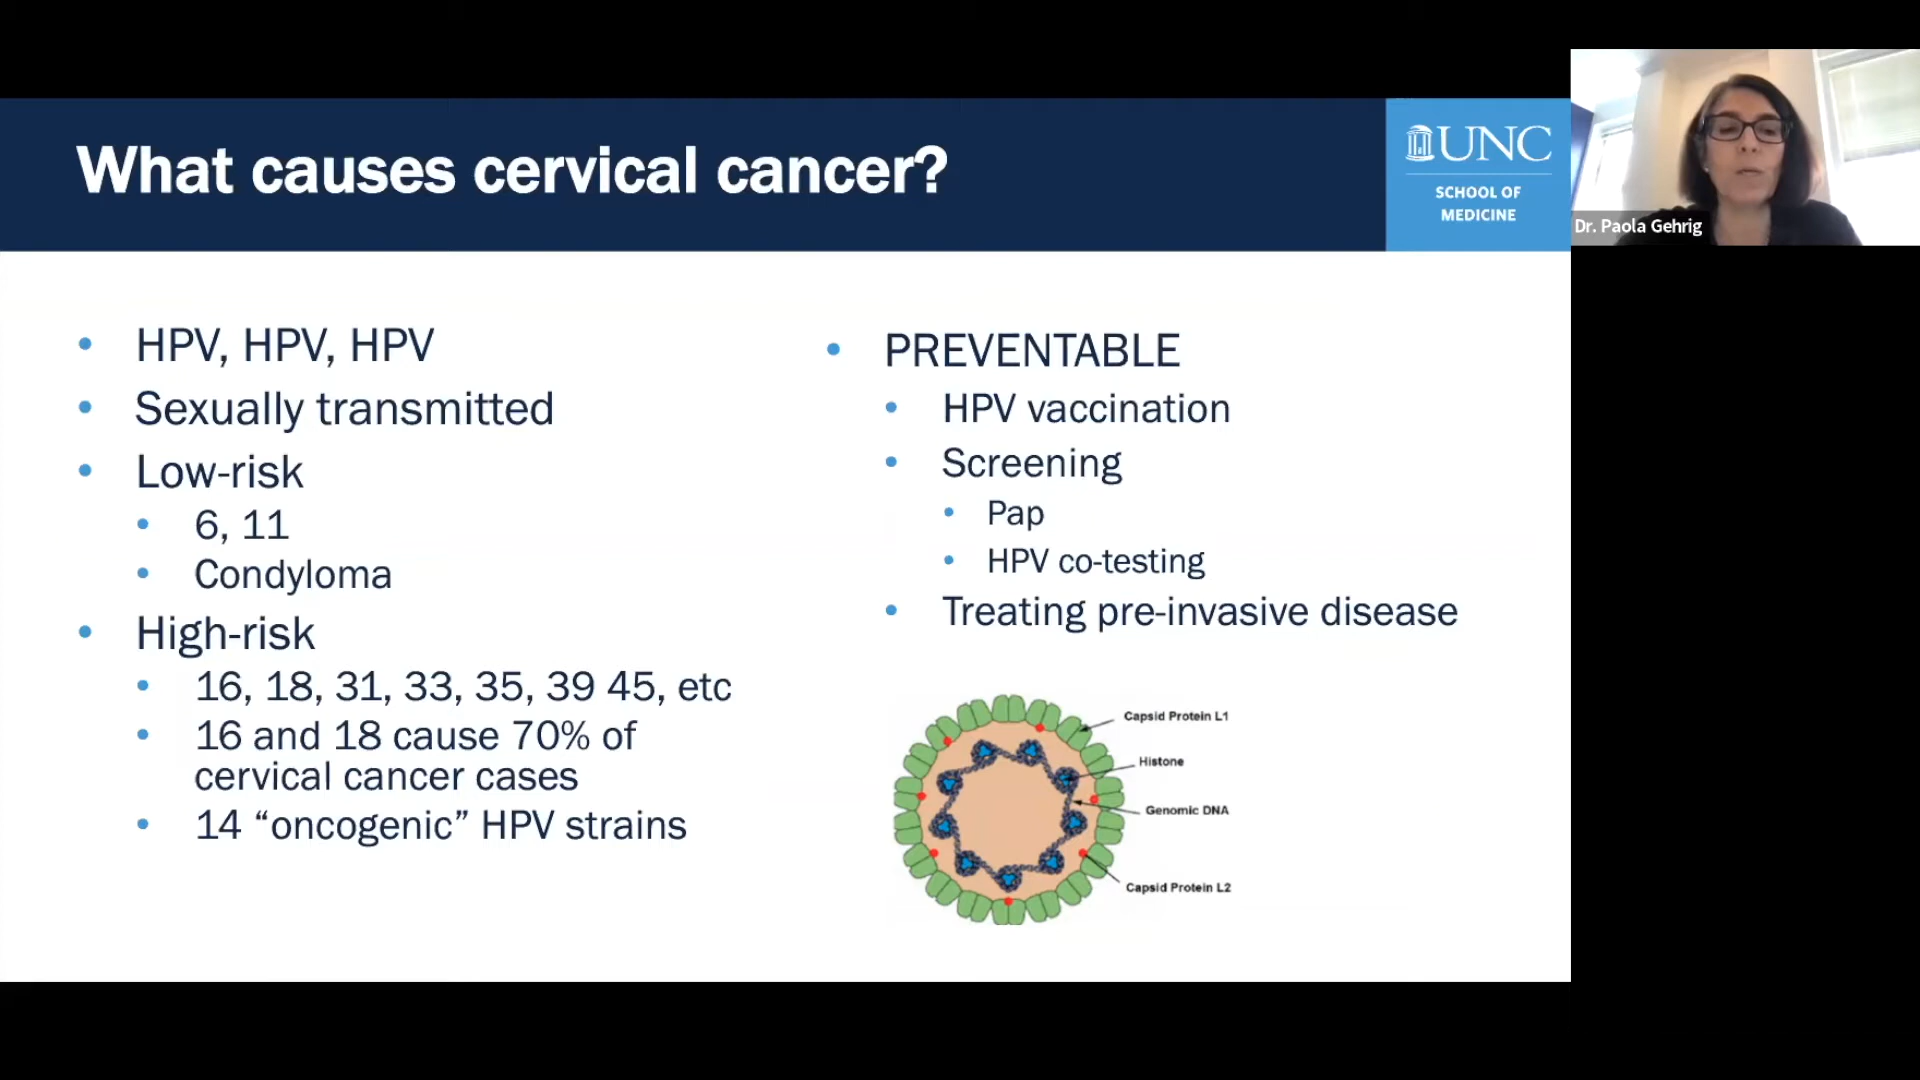 What causes cervical cancer?
UNC
SCHOOL OF
MEDICINE
Dr. Paola Gehrig
• HPV, HPV, HPV
• Sexually transmitted
• Low-risk
• 6, 11
• Condyloma
• High-risk
• 16, 18, 31, 33, 35, 39 45, etc
• 16 and 18 cause 70% of
cervical cancer cases
• 14 “oncogenic” HPV strains
• PREVENTABLE
• HPV vaccination
• Screening
• Pap
• HPV co-testing
• Treating pre-invasive disease
Capsid Protein L1
Histone
Genomic DNA
Capsid Protein L2